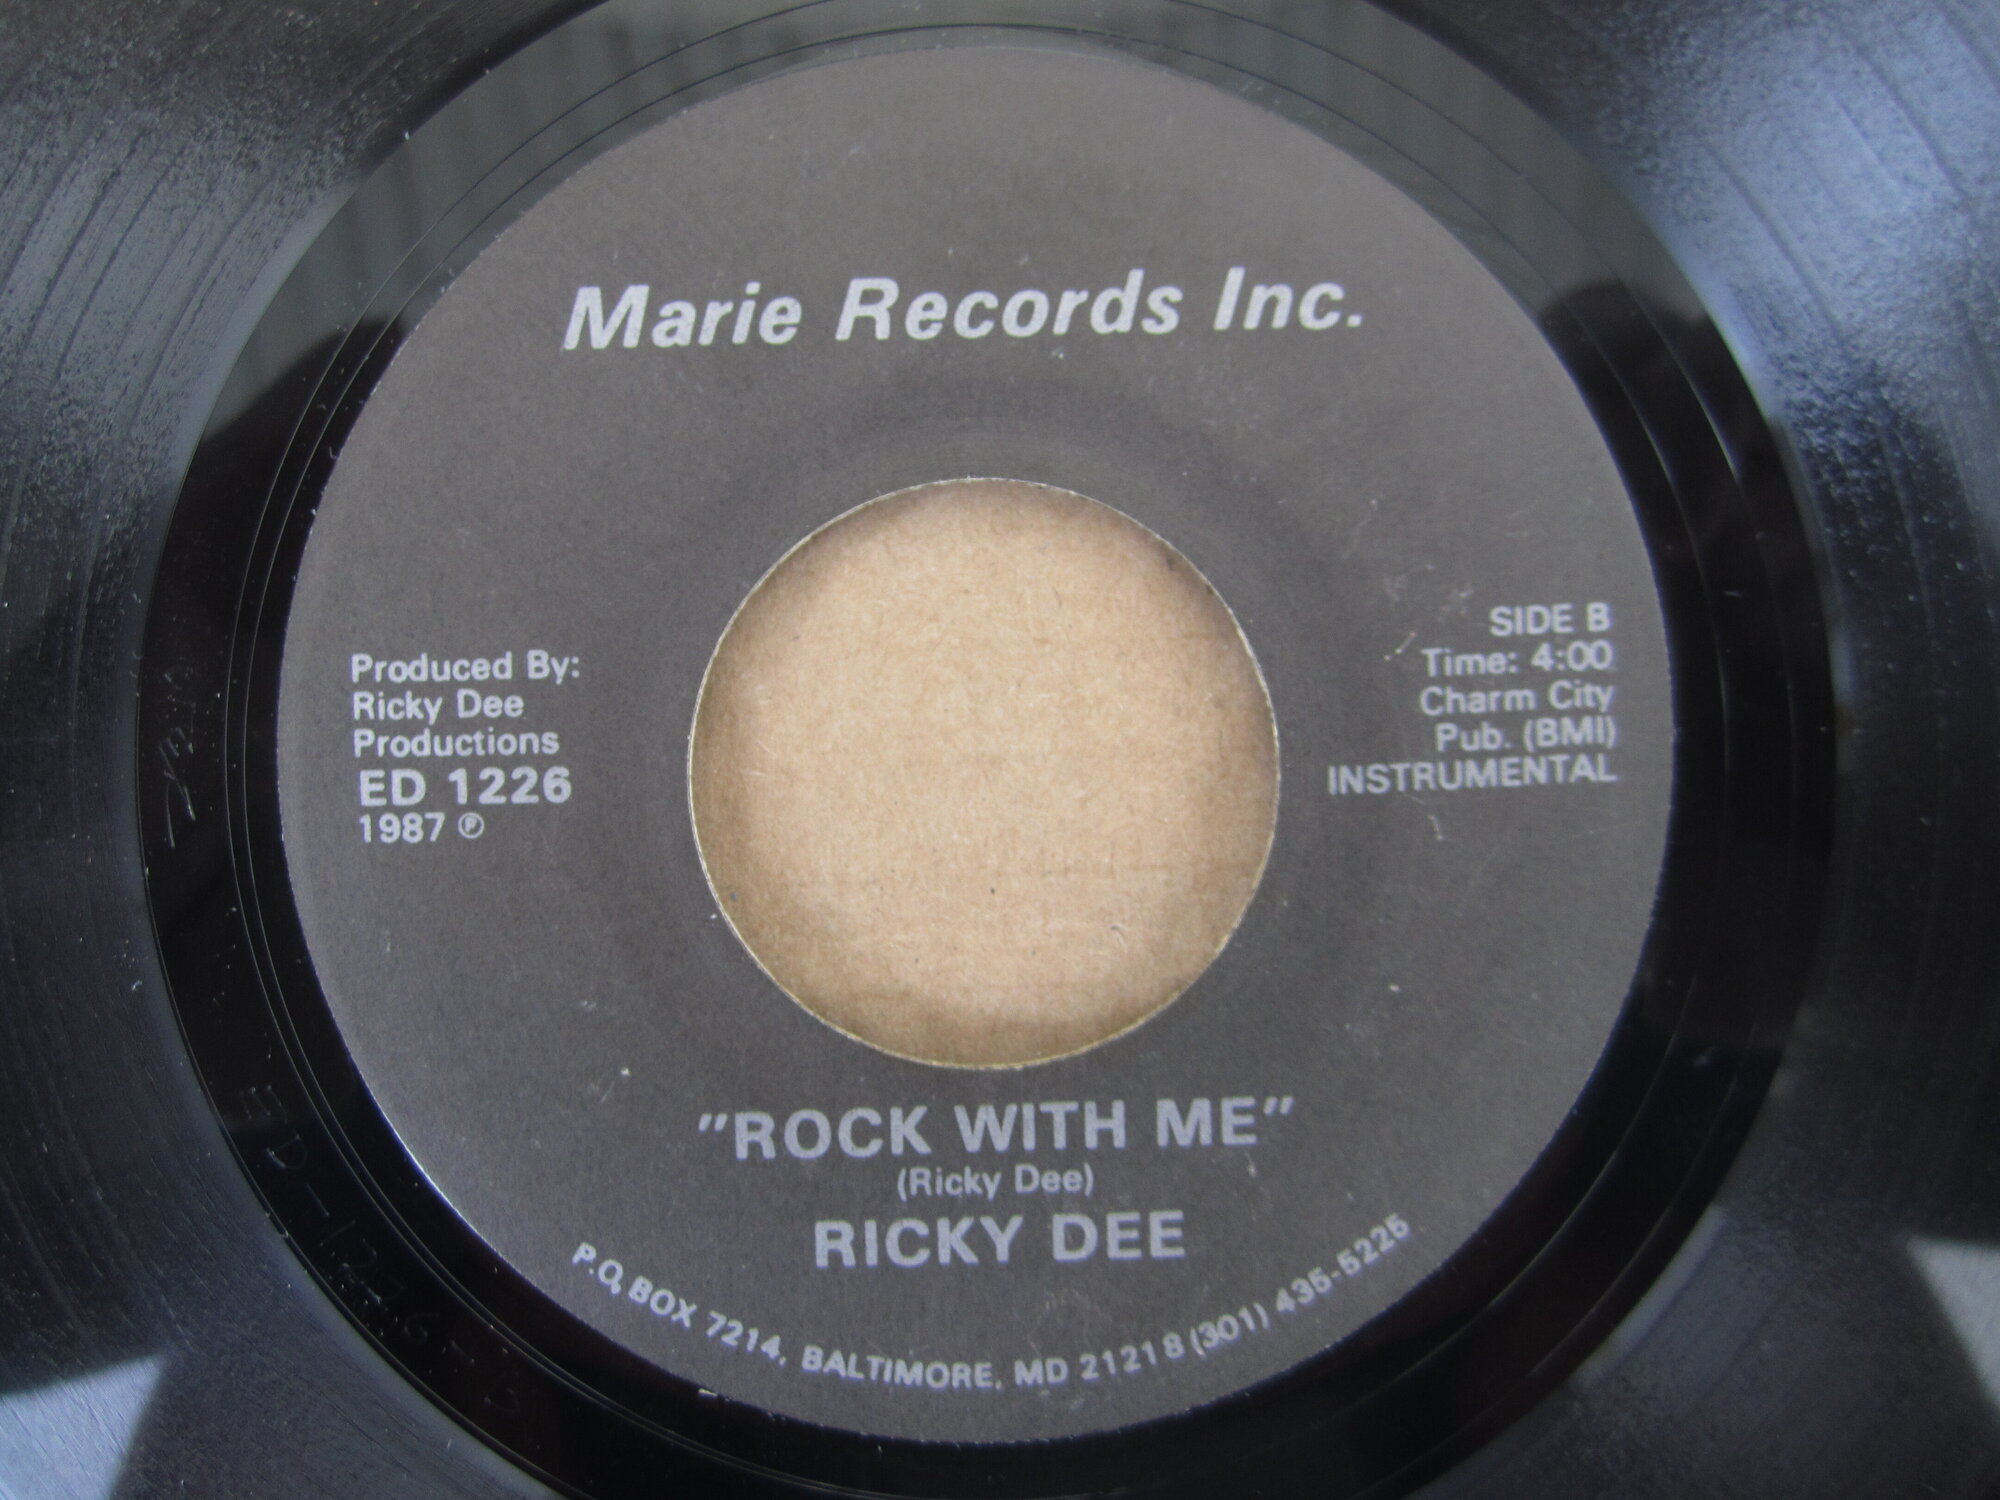 Marie Records Inc.
Produced By:
Ricky Dee
Productions
ED 1226
1987 ℗
SIDE B
Time: 4:00
Charm City
Pub. (BMI)
INSTRUMENTAL
"ROCK WITH ME"
(Ricky Dee)
RICKY DEE
P.O. BOX 7214, BALTIMORE, MD 21218 (301) 435-5225